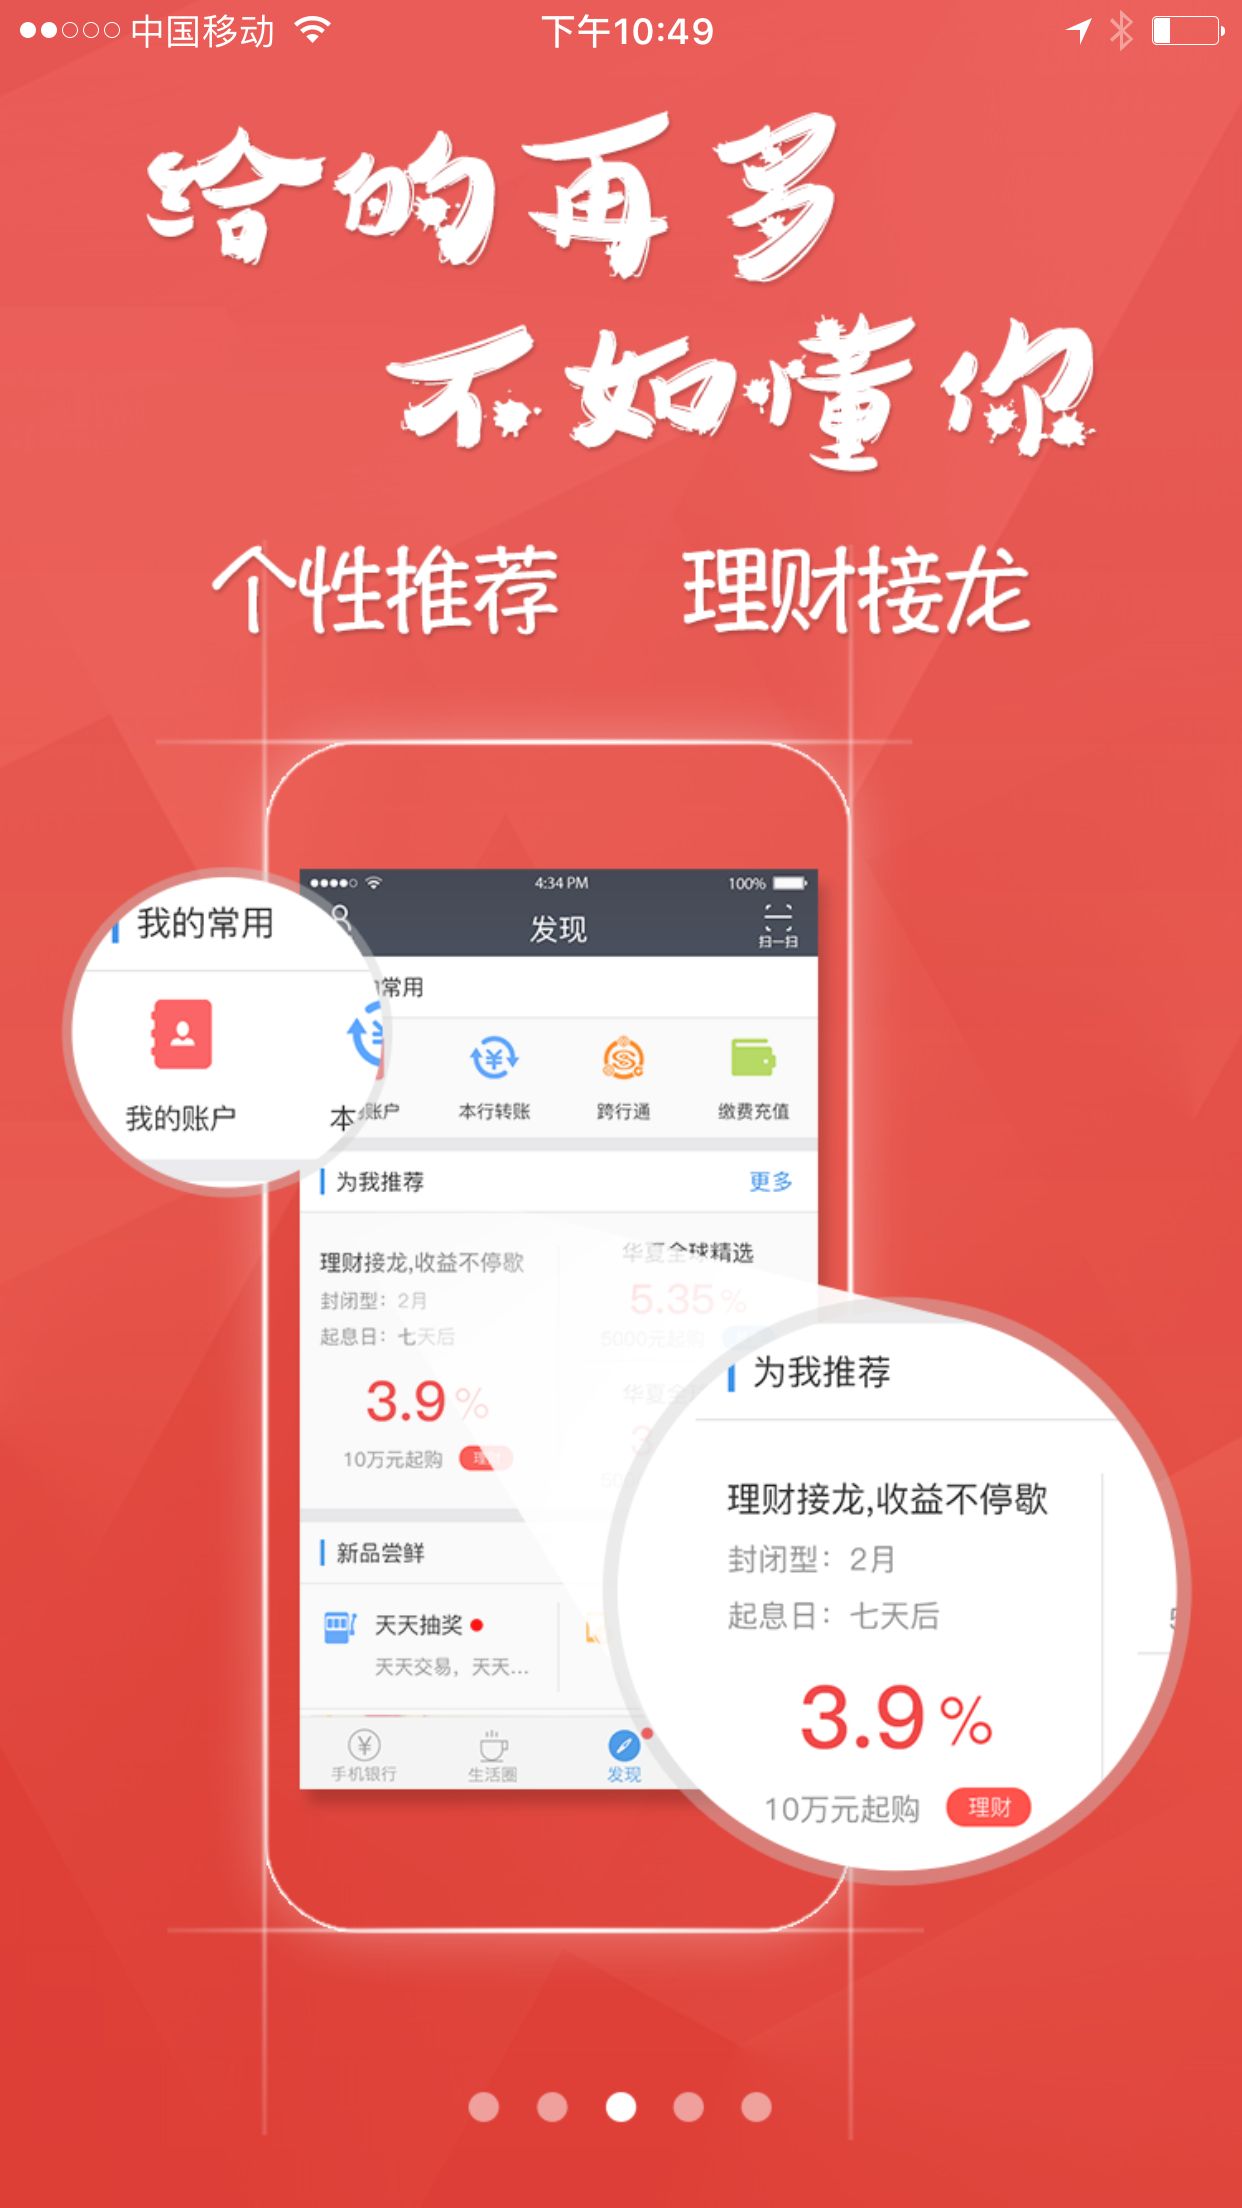 中国移动 下午10:49
给的再多
不如懂你
个性推荐 理财接龙
4:34 PM 100%
发现 扫一扫
我的常用
常用
我的账户 本
账户 本行转账 跨行通 缴费充值
为我推荐 更多
理财接龙,收益不停歇
封闭型：2月
起息日：七天后
3.9%
10万元起购 理财
华夏全球精选
5.35%
5000元起购
为我推荐
理财接龙,收益不停歇
封闭型：2月
起息日：七天后
3.9%
10万元起购 理财
新品尝鲜
天天抽奖
天天交易，天天...
手机银行 生活圈 发现